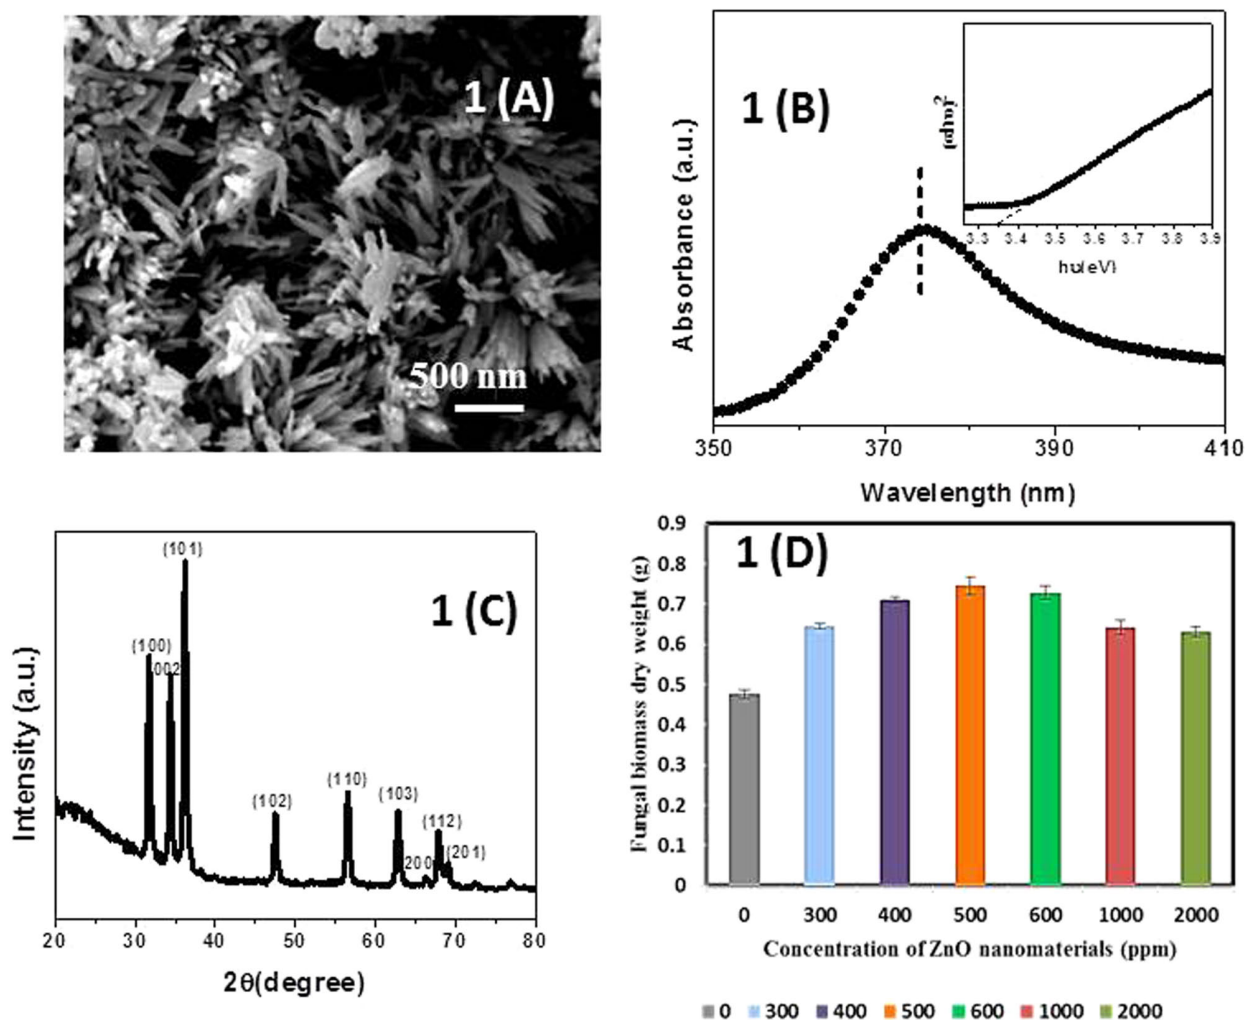 1 (A)
500 nm
1 (B)
Absorbance (a.u.)
(αhυ)²
3.3 3.4 3.5 3.6 3.7 3.8 3.9
hυ(eV)
350 370 390 410
Wavelength (nm)
1 (C)
Intensity (a.u.)
(100)
002
(101)
(102)
(110)
(103)
200
(112)
(201)
20 30 40 50 60 70 80
2θ(degree)
1 (D)
Fungal biomass dry weight (g)
0.9
0.8
0.7
0.6
0.5
0.4
0.3
0.2
0.1
0
0 300 400 500 600 1000 2000
Concentration of ZnO nanomaterials (ppm)
0 300 400 500 600 1000 2000